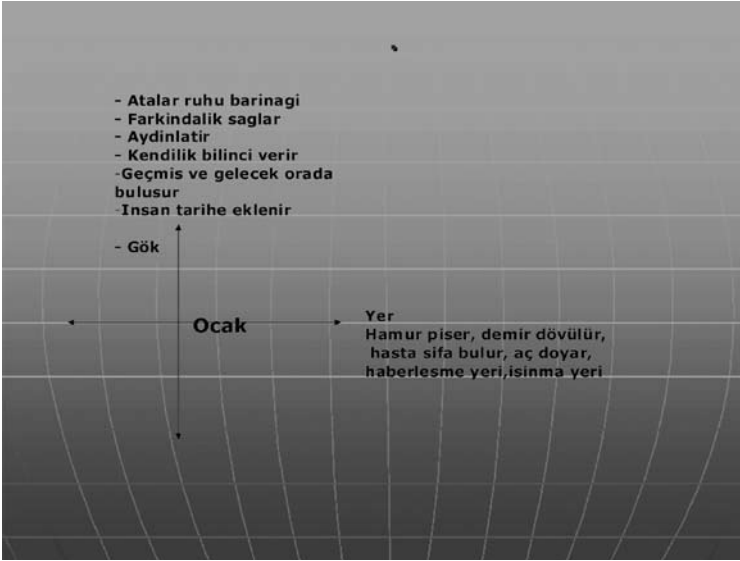 - Atalar ruhu barinagi
- Farkindalik saglar
- Aydinlatir
- Kendilik bilinci verir
-Geçmis ve gelecek orada
bulusur
-Insan tarihe eklenir
- Gök
Ocak
Yer
Hamur piser, demir dövülür,
hasta sifa bulur, aç doyar,
haberlesme yeri,isinma yeri